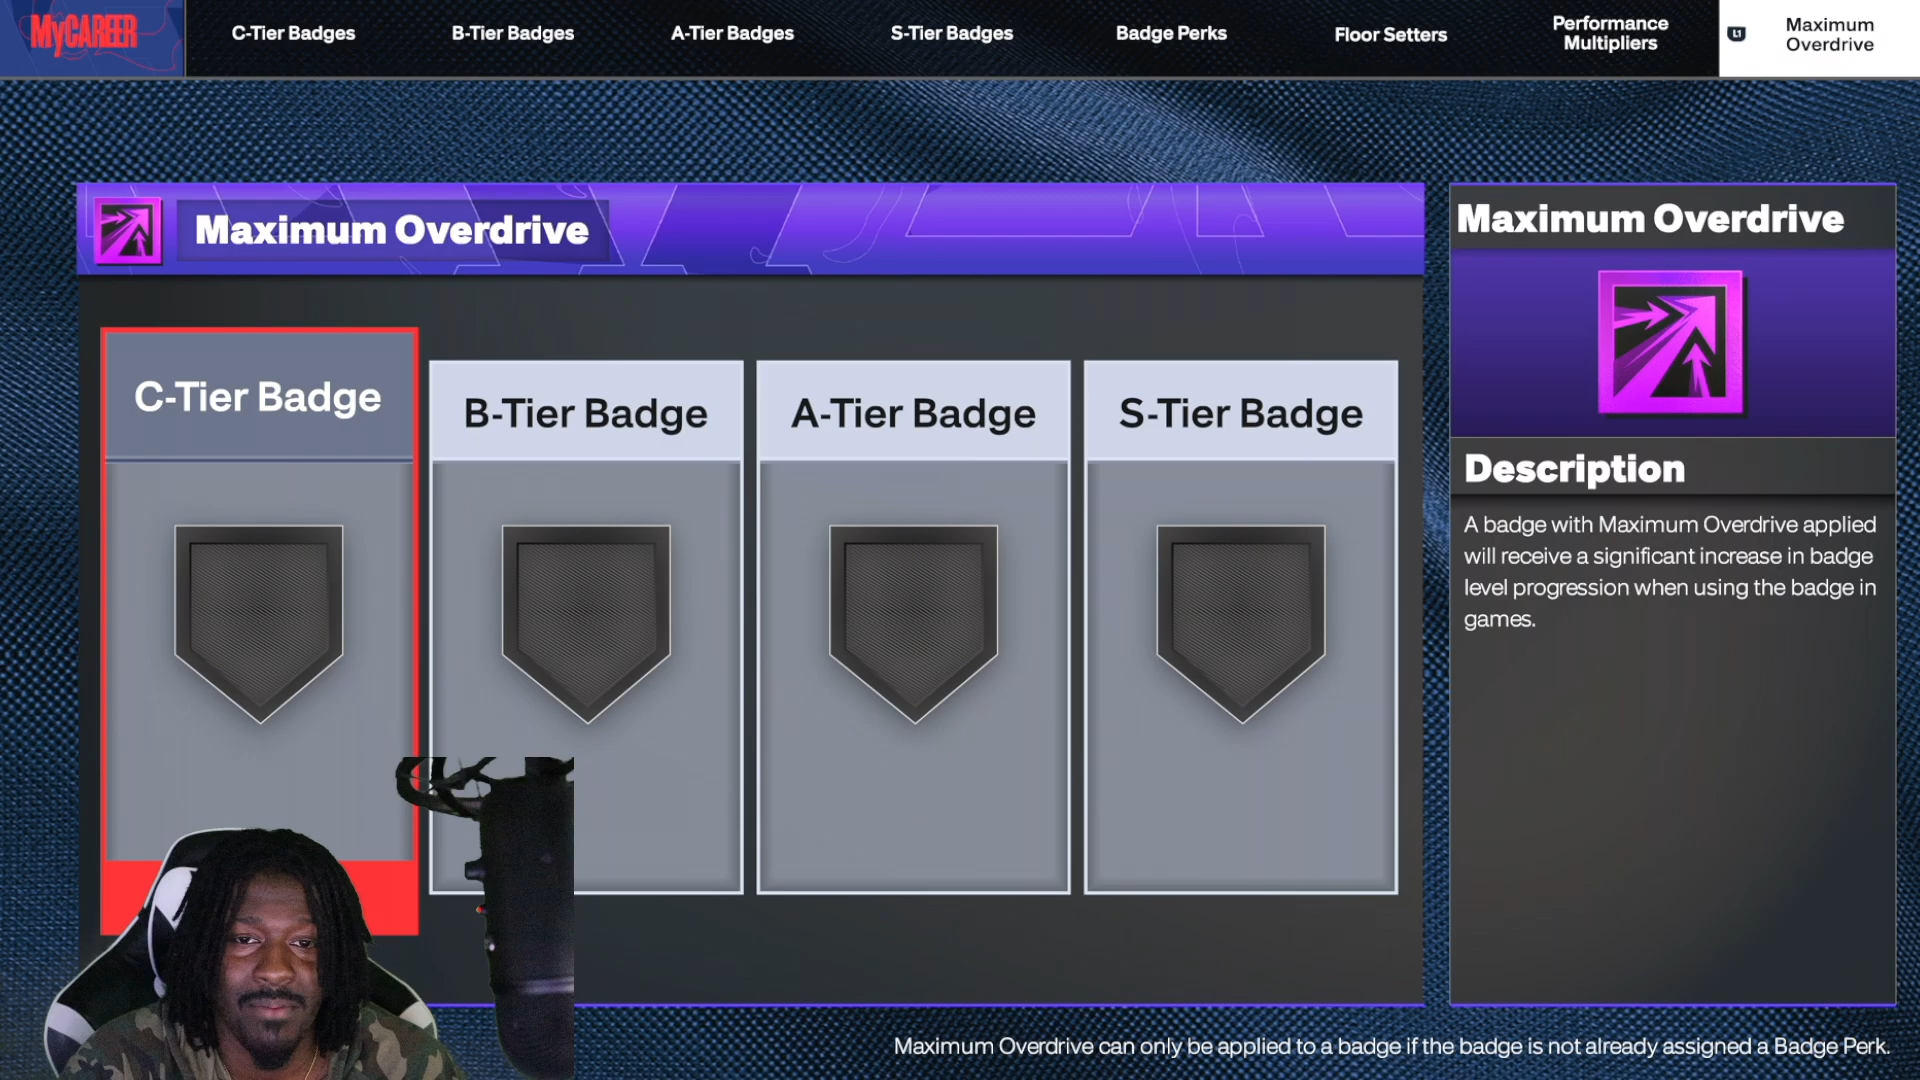 MyCAREER
C-Tier Badges
B-Tier Badges
A-Tier Badges
S-Tier Badges
Badge Perks
Floor Setters
Performance
Multipliers
L1
Maximum
Overdrive
Maximum Overdrive
C-Tier Badge
B-Tier Badge
A-Tier Badge
S-Tier Badge
Maximum Overdrive
Description
A badge with Maximum Overdrive applied
will receive a significant increase in badge
level progression when using the badge in
games.
Maximum Overdrive can only be applied to a badge if the badge is not already assigned a Badge Perk.